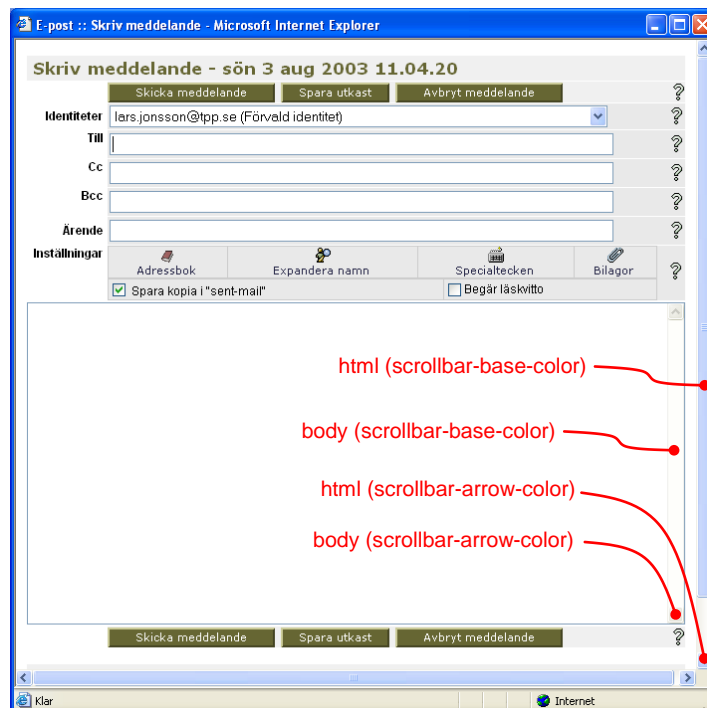 E-post :: Skriv meddelande - Microsoft Internet Explorer
Skriv meddelande - sön 3 aug 2003 11.04.20
Skicka meddelande Spara utkast Avbryt meddelande ?
Identiteter lars.jonsson@tpp.se (Förvald identitet) ?
Till ?
Cc ?
Bcc ?
Ärende ?
Inställningar Adressbok Expandera namn Specialtecken Bilagor ?
Spara kopia i "sent-mail" Begär läskvitto
html (scrollbar-base-color)
body (scrollbar-base-color)
html (scrollbar-arrow-color)
body (scrollbar-arrow-color)
Skicka meddelande Spara utkast Avbryt meddelande ?
Klar Internet